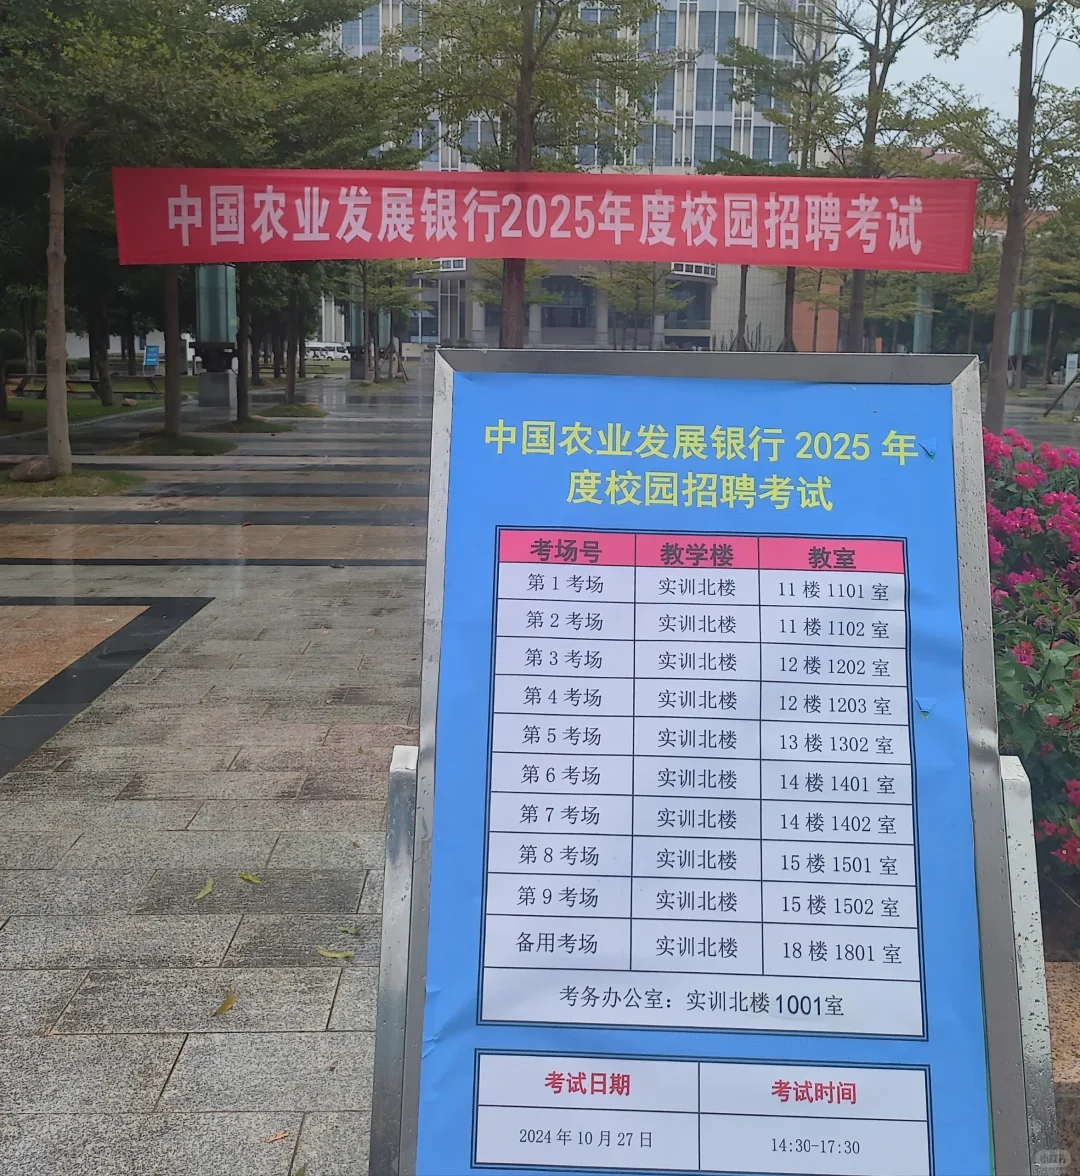 中国农业发展银行2025年度校园招聘考试
中国农业发展银行 2025 年
度校园招聘考试
考场号 教学楼 教室
第 1 考场 实训北楼 11 楼 1101 室
第 2 考场 实训北楼 11 楼 1102 室
第 3 考场 实训北楼 12 楼 1202 室
第 4 考场 实训北楼 12 楼 1203 室
第 5 考场 实训北楼 13 楼 1302 室
第 6 考场 实训北楼 14 楼 1401 室
第 7 考场 实训北楼 14 楼 1402 室
第 8 考场 实训北楼 15 楼 1501 室
第 9 考场 实训北楼 15 楼 1502 室
备用考场 实训北楼 18 楼 1801 室
考务办公室：实训北楼1001室
考试日期 考试时间
2024 年 10 月 27 日 14:30-17:30